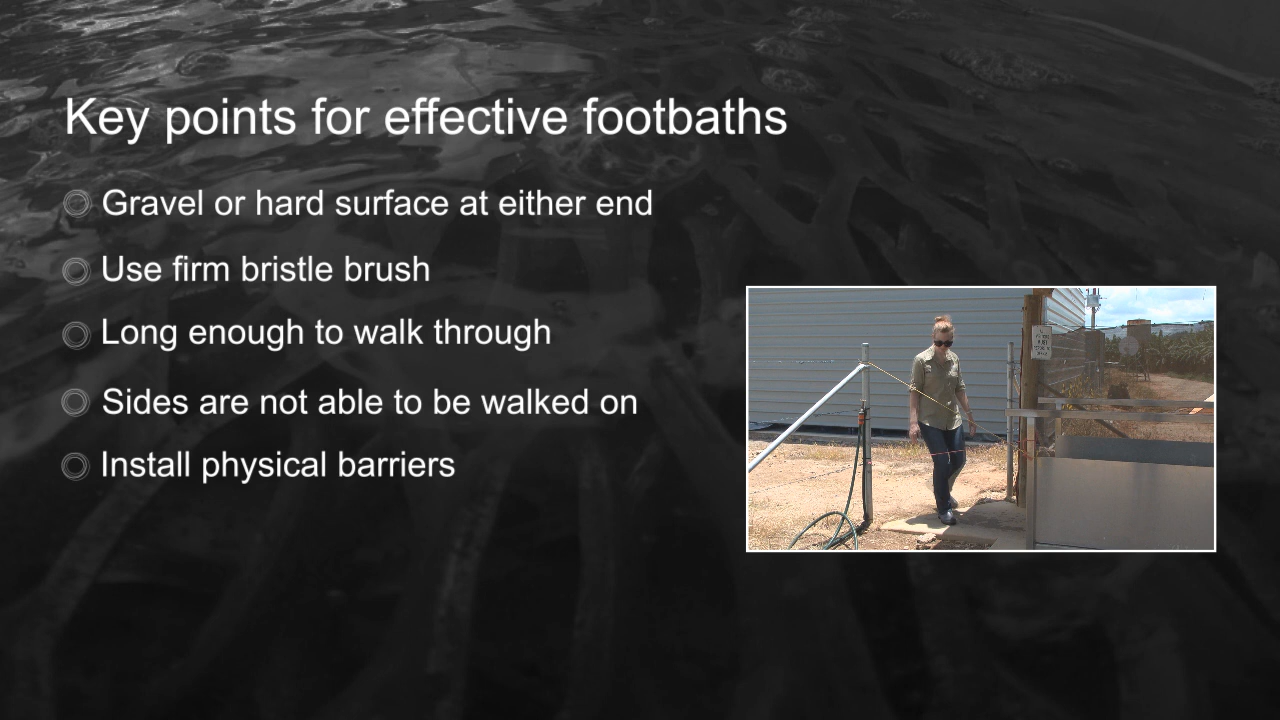 Key points for effective footbaths
Gravel or hard surface at either end
Use firm bristle brush
Long enough to walk through
Sides are not able to be walked on
Install physical barriers